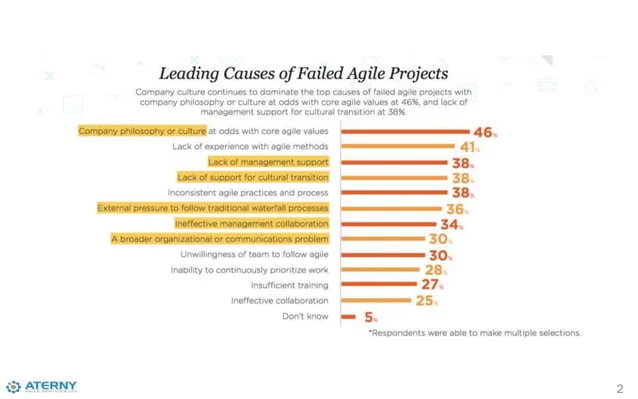 Leading Causes of Failed Agile Projects
Company culture continues to dominate the top causes of failed agile projects with
company philosophy or culture at odds with core agile values at 46%, and lack of
management support for cultural transition at 38%.
Company philosophy or culture at odds with core agile values 46%
Lack of experience with agile methods 41%
Lack of management support 38%
Lack of support for cultural transition 38%
Inconsistent agile practices and process 38%
External pressure to follow traditional waterfall processes 36%
Ineffective management collaboration 34%
A broader organizational or communications problem 30%
Unwillingness of team to follow agile 30%
Inability to continuously prioritize work 28%
Insufficient training 27%
Ineffective collaboration 25%
Don't know 5%
*Respondents were able to make multiple selections.
ATERNY
2